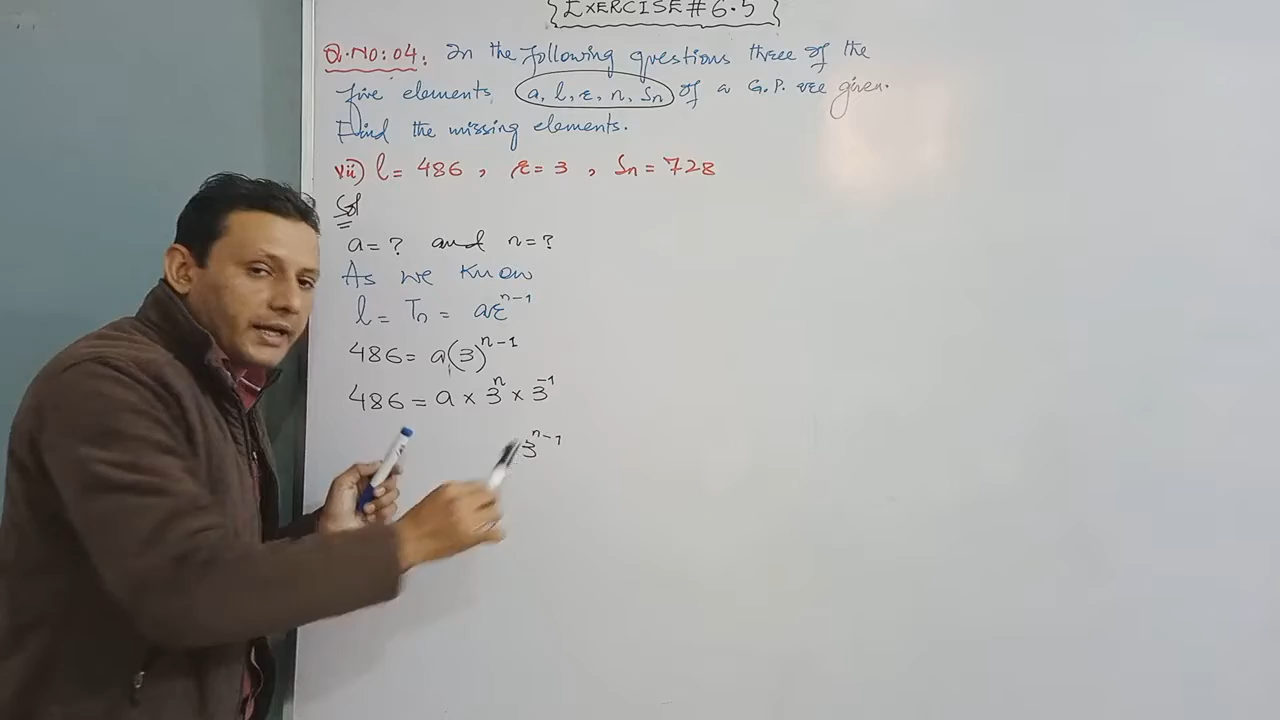 EXERCISE # 6.5
Q.NO:04: In the following questions three of the
five elements (a, l, r, n, Sn) of a G.P. are given.
Find the missing elements.
vii) l = 486 , r = 3 , Sn = 728
Sol
a = ? and n = ?
As we know
l = Tn = ar^n-1
486 = a(3)^n-1
486 = a × 3^n × 3^-1
3^n-1